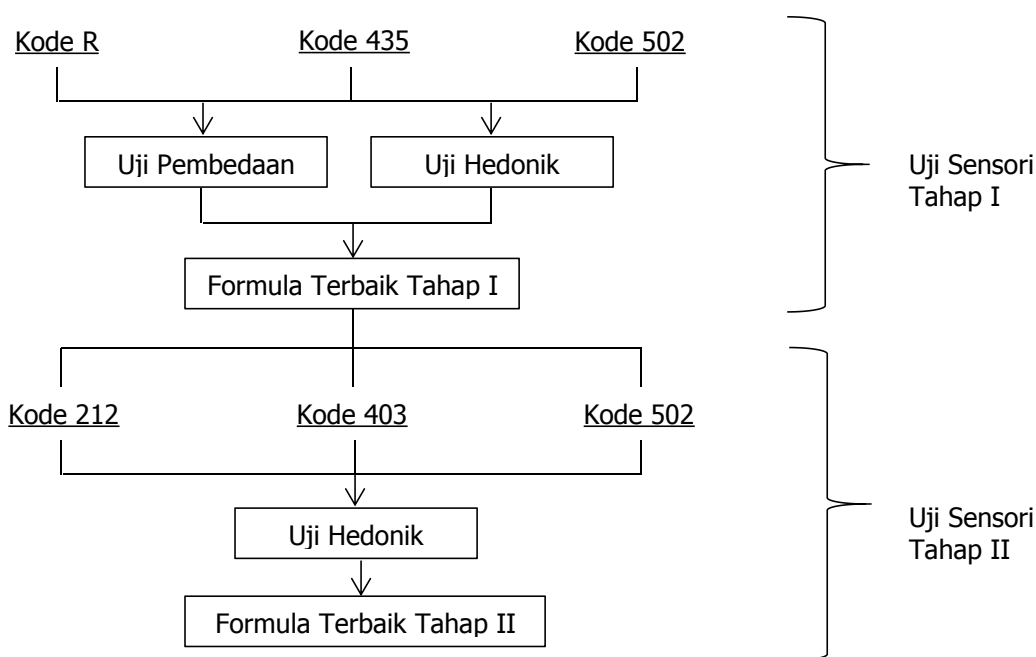 Kode R
Kode 435
Kode 502
Uji Pembedaan
Uji Hedonik
Uji Sensori
Tahap I
Formula Terbaik Tahap I
Kode 212
Kode 403
Kode 502
Uji Hedonik
Uji Sensori
Tahap II
Formula Terbaik Tahap II